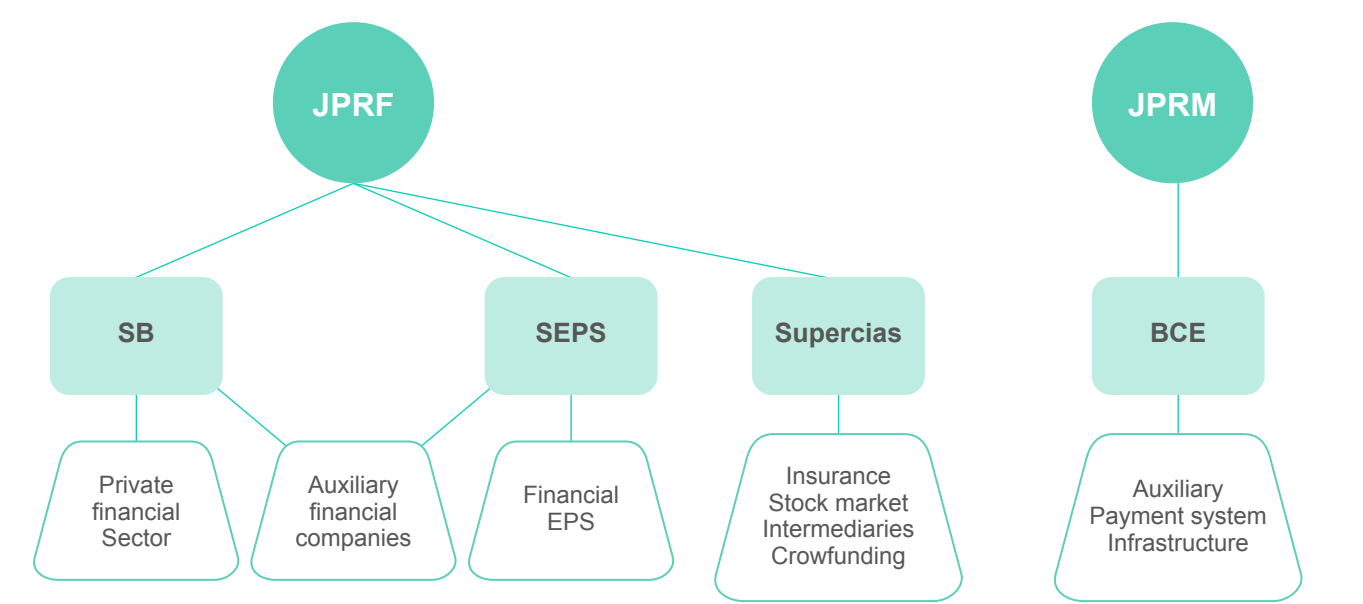 JPRF
JPRM
SB
SEPS
Supercias
BCE
Private
financial
Sector
Auxiliary
financial
companies
Financial
EPS
Insurance
Stock market
Intermediaries
Crowfunding
Auxiliary
Payment system
Infrastructure